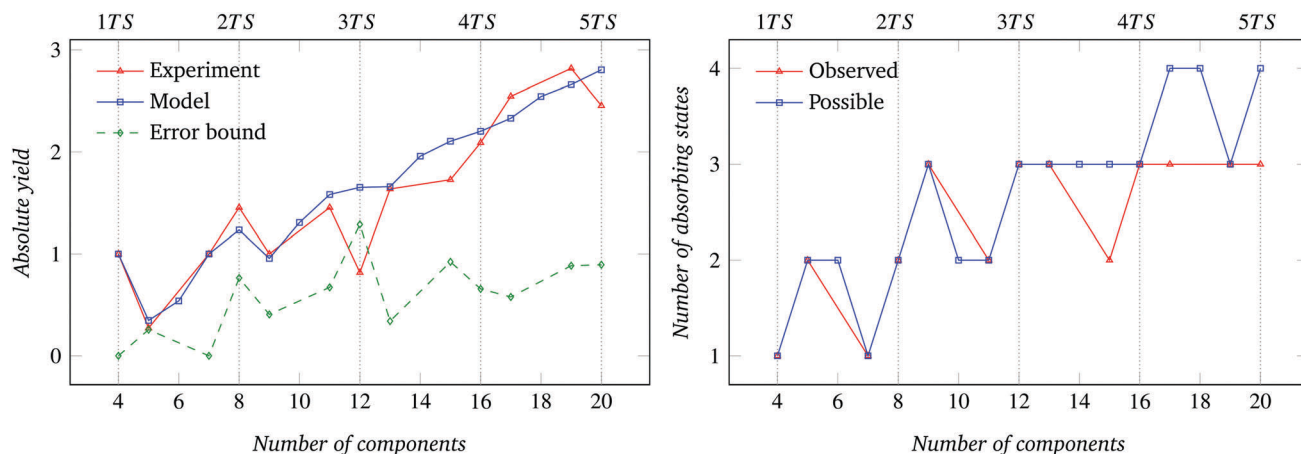 1TS 2TS 3TS 4TS 5TS
3
2
1
0
Absolute yield
Experiment
Model
Error bound
4 6 8 10 12 14 16 18 20
Number of components
1TS 2TS 3TS 4TS 5TS
4
3
2
1
Number of absorbing states
Observed
Possible
4 6 8 10 12 14 16 18 20
Number of components